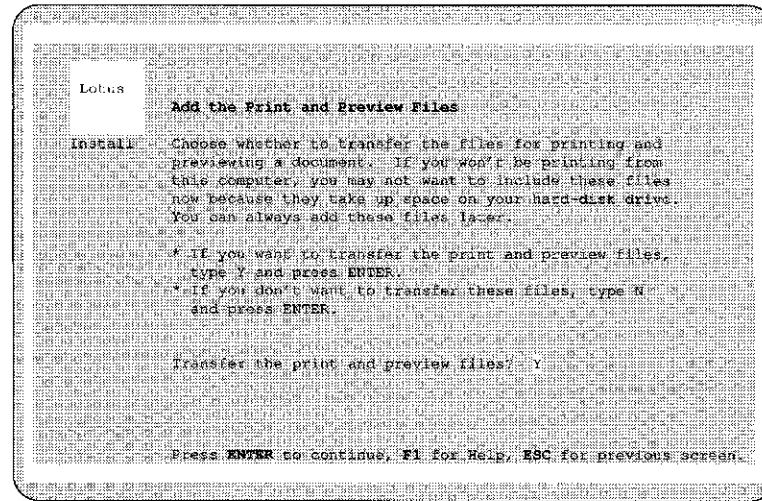 Lotus
Add the Print and Preview Files
Install
Choose whether to transfer the files for printing and
previewing a document. If you won't be printing from
this computer, you may not want to include these files
now because they take up space on your hard-disk drive.
You can always add these files later.
* If you want to transfer the print and preview files,
type Y and press ENTER.
* If you don't want to transfer these files, type N
and press ENTER.
Transfer the print and preview files? Y
Press ENTER to continue, F1 for Help, ESC for previous screen.